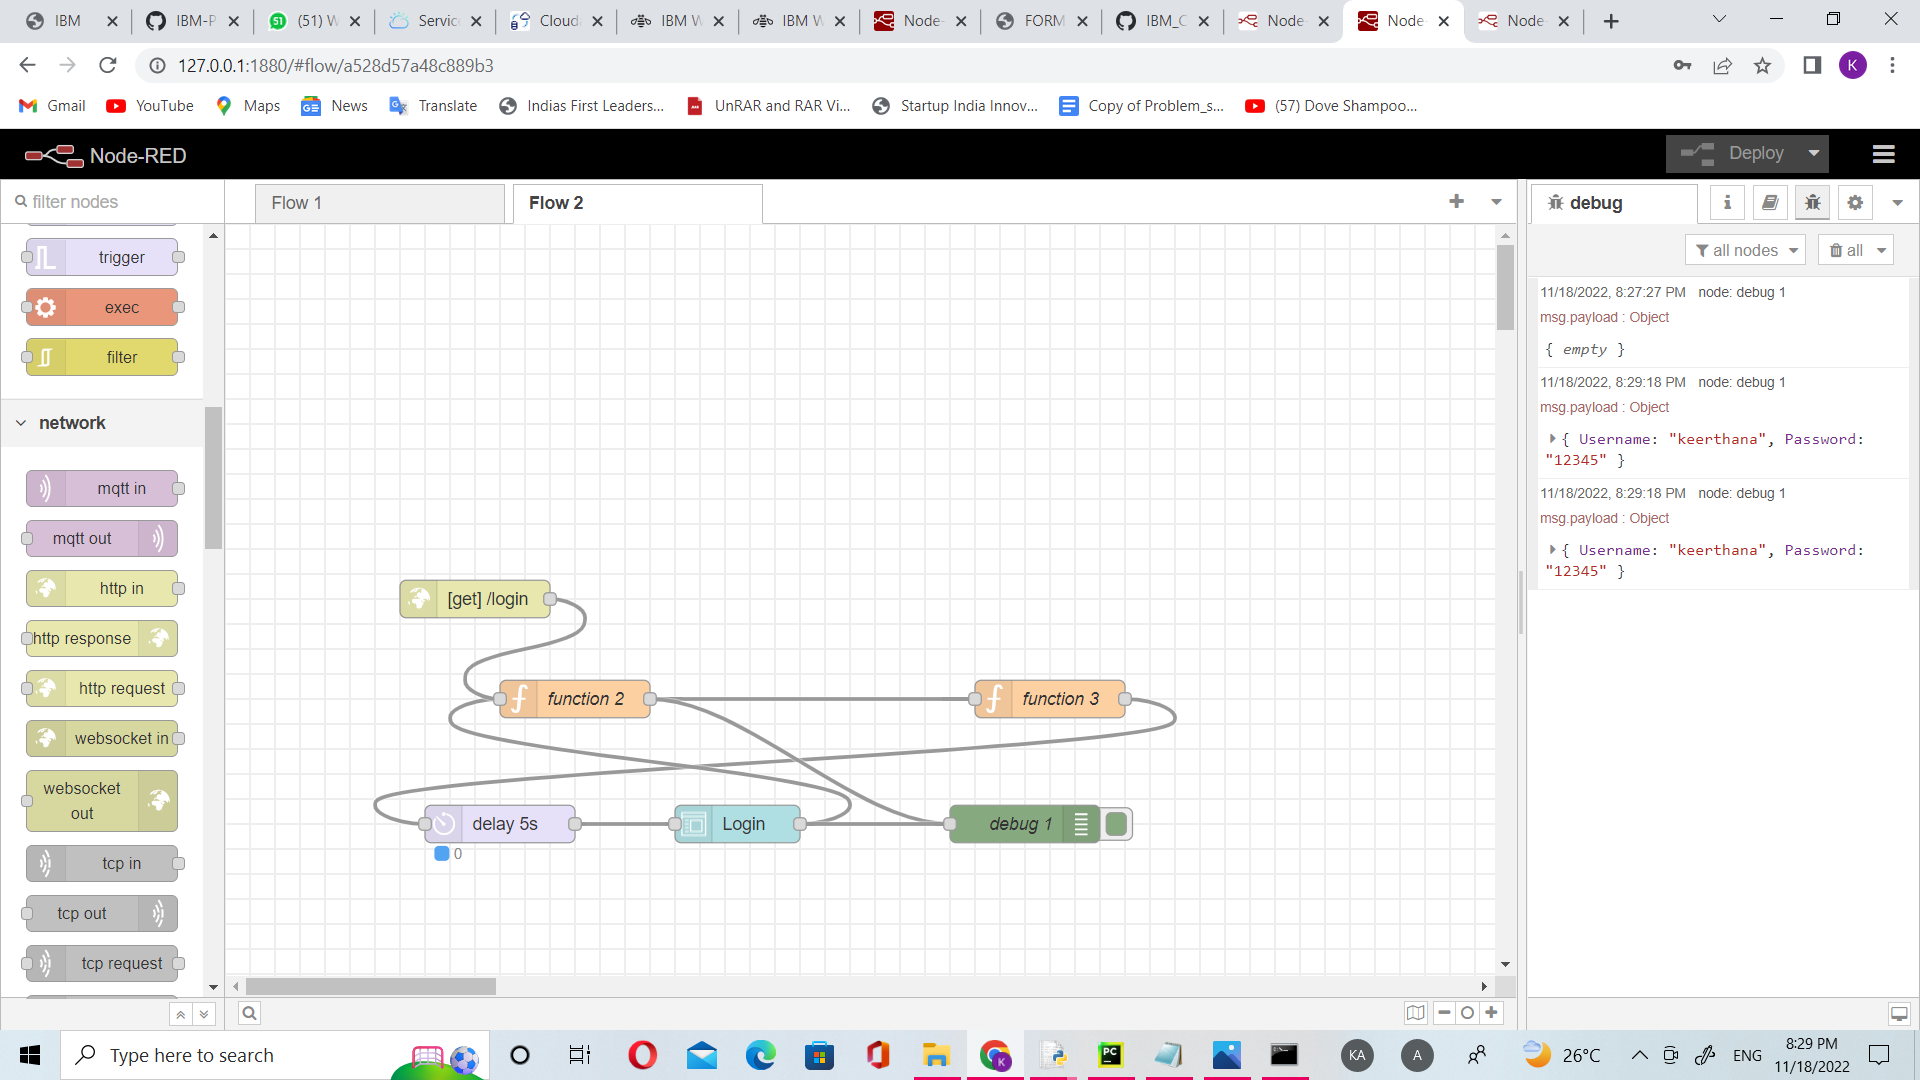 IBM
IBM-P
(51) W
Servic
Cloud
IBM W
IBM W
Node-
FORM
IBM_C
Node-
Node-
Node-
127.0.0.1:1880/#flow/a528d57a48c889b3
K
Gmail
YouTube
Maps
News
Translate
Indias First Leaders...
UnRAR and RAR Vi...
Startup India Innov...
Copy of Problem_s...
(57) Dove Shampoo...
Node-RED
Deploy
filter nodes
Flow 1
Flow 2
debug
all nodes
all
trigger
exec
filter
network
mqtt in
mqtt out
http in
http response
http request
websocket in
websocket
out
tcp in
tcp out
tcp request
[get] /login
function 2
function 3
delay 5s
0
Login
debug 1
11/18/2022, 8:27:27 PM node: debug 1
msg.payload : Object
{ empty }
11/18/2022, 8:29:18 PM node: debug 1
msg.payload : Object
{ Username: "keerthana", Password:
"12345" }
11/18/2022, 8:29:18 PM node: debug 1
msg.payload : Object
{ Username: "keerthana", Password:
"12345" }
Type here to search
PC
KA
A
26°C
ENG
8:29 PM
11/18/2022